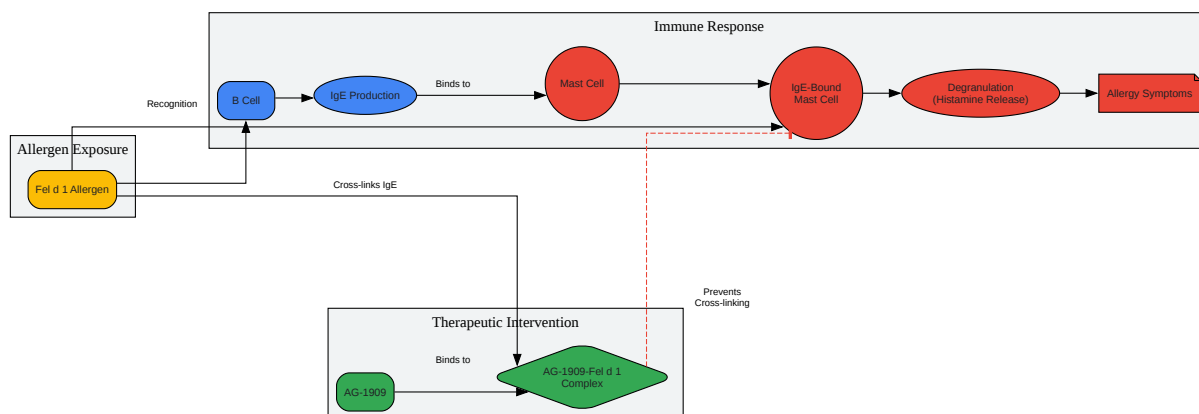 Immune Response
B Cell
IgE Production
Binds to
Mast Cell
IgE-Bound
Mast Cell
Degranulation
(Histamine Release)
Allergy Symptoms
Recognition
Allergen Exposure
Fel d 1 Allergen
Cross-links IgE
Prevents
Cross-linking
Therapeutic Intervention
Binds to
AG-1909
AG-1909-Fel d 1
Complex